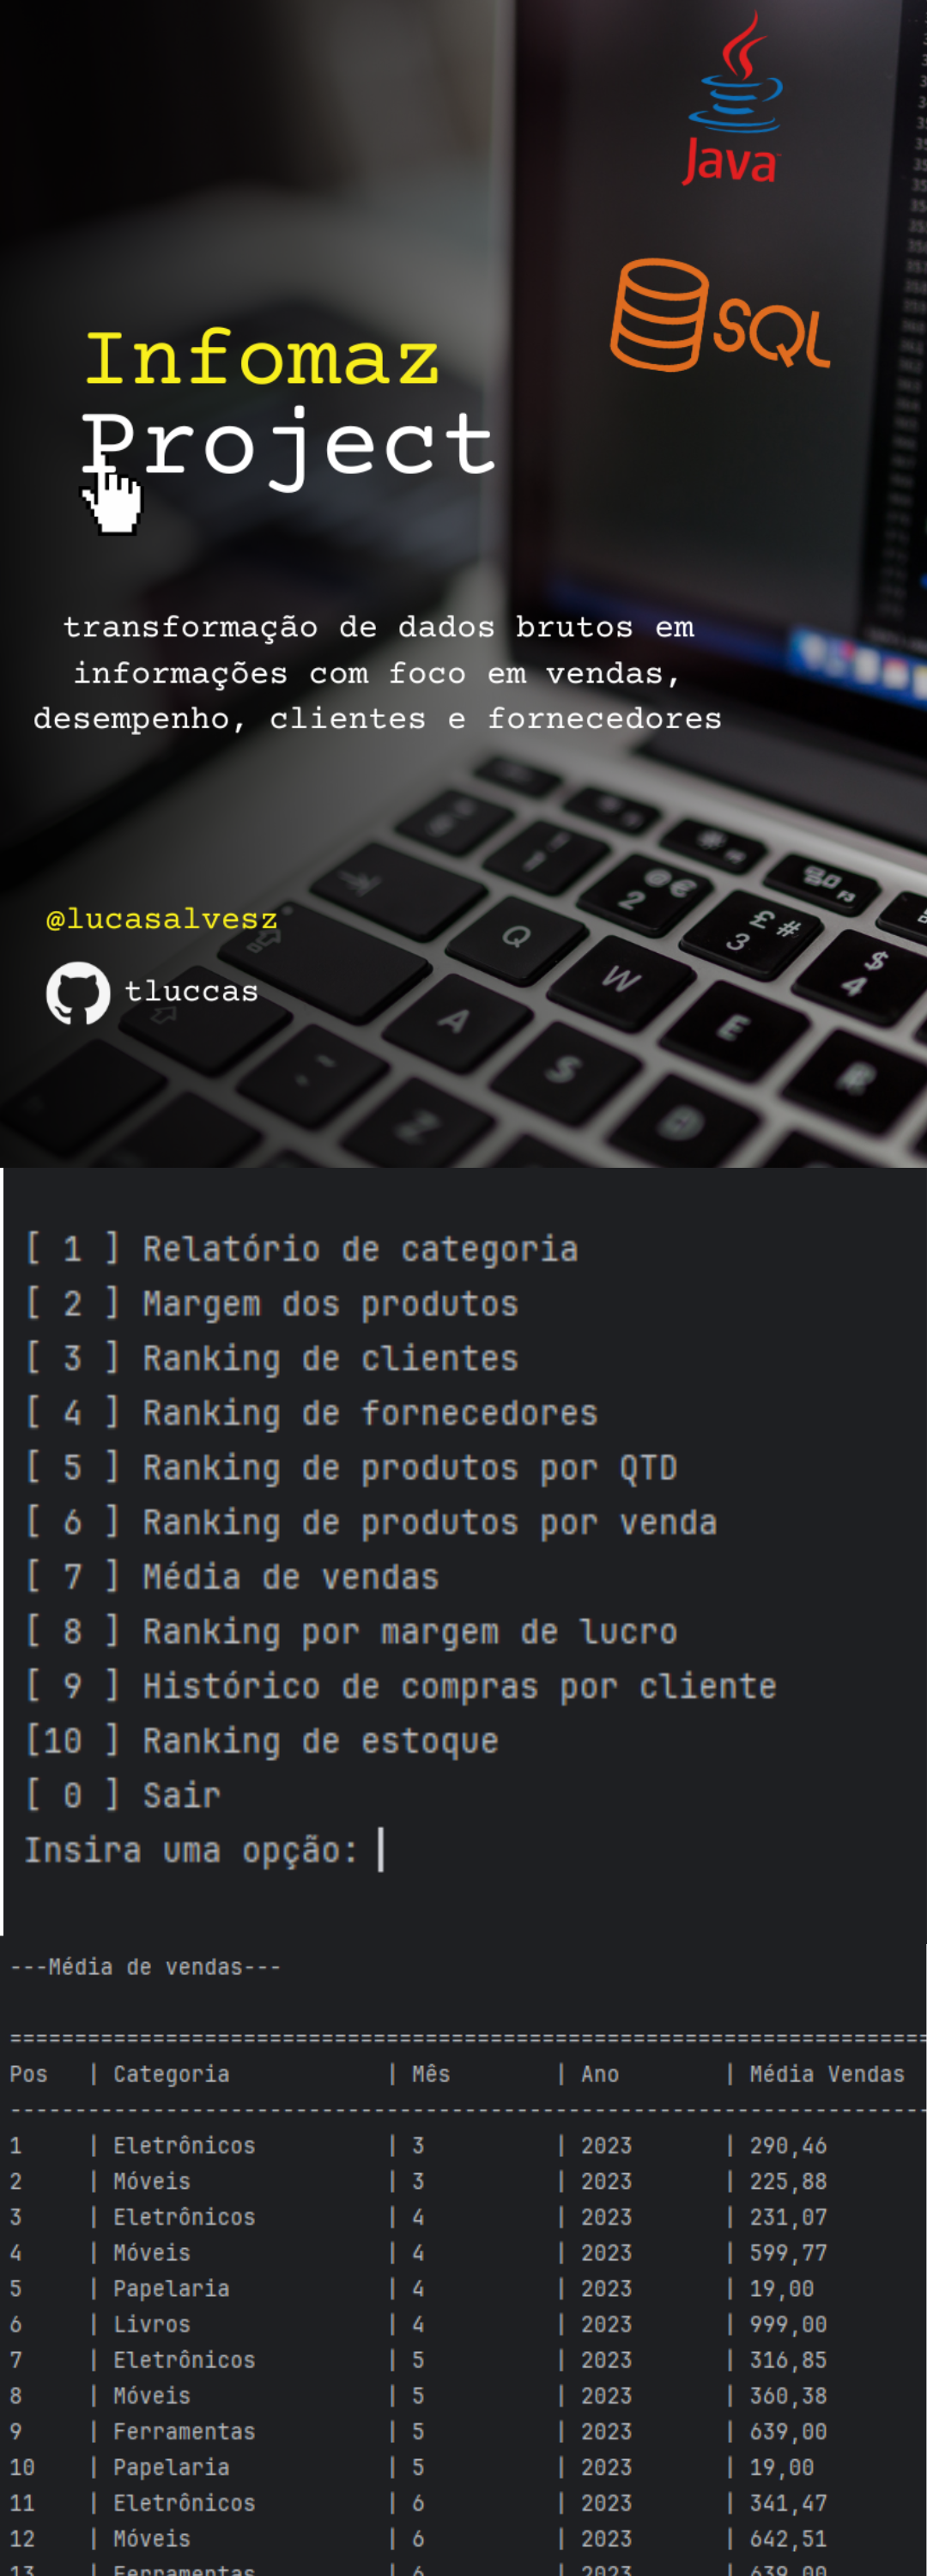 Java
SQL
Infomaz
Project
transformação de dados brutos em
informações com foco em vendas,
desempenho, clientes e fornecedores
@lucasalvesz
tluccas
@ €
2
£ #
3
$
4
F3
Q
W
E
R
A
S
D
Z
[ 1 ] Relatório de categoria
[ 2 ] Margem dos produtos
[ 3 ] Ranking de clientes
[ 4 ] Ranking de fornecedores
[ 5 ] Ranking de produtos por QTD
[ 6 ] Ranking de produtos por venda
[ 7 ] Média de vendas
[ 8 ] Ranking por margem de lucro
[ 9 ] Histórico de compras por cliente
[10 ] Ranking de estoque
[ 0 ] Sair
Insira uma opção:
---Média de vendas---
Pos | Categoria | Mês | Ano | Média Vendas
1 | Eletrônicos | 3 | 2023 | 290,46
2 | Móveis | 3 | 2023 | 225,88
3 | Eletrônicos | 4 | 2023 | 231,07
4 | Móveis | 4 | 2023 | 599,77
5 | Papelaria | 4 | 2023 | 19,00
6 | Livros | 4 | 2023 | 999,00
7 | Eletrônicos | 5 | 2023 | 316,85
8 | Móveis | 5 | 2023 | 360,38
9 | Ferramentas | 5 | 2023 | 639,00
10 | Papelaria | 5 | 2023 | 19,00
11 | Eletrônicos | 6 | 2023 | 341,47
12 | Móveis | 6 | 2023 | 642,51
13 | Ferramentas | 6 | 2023 | 639,00